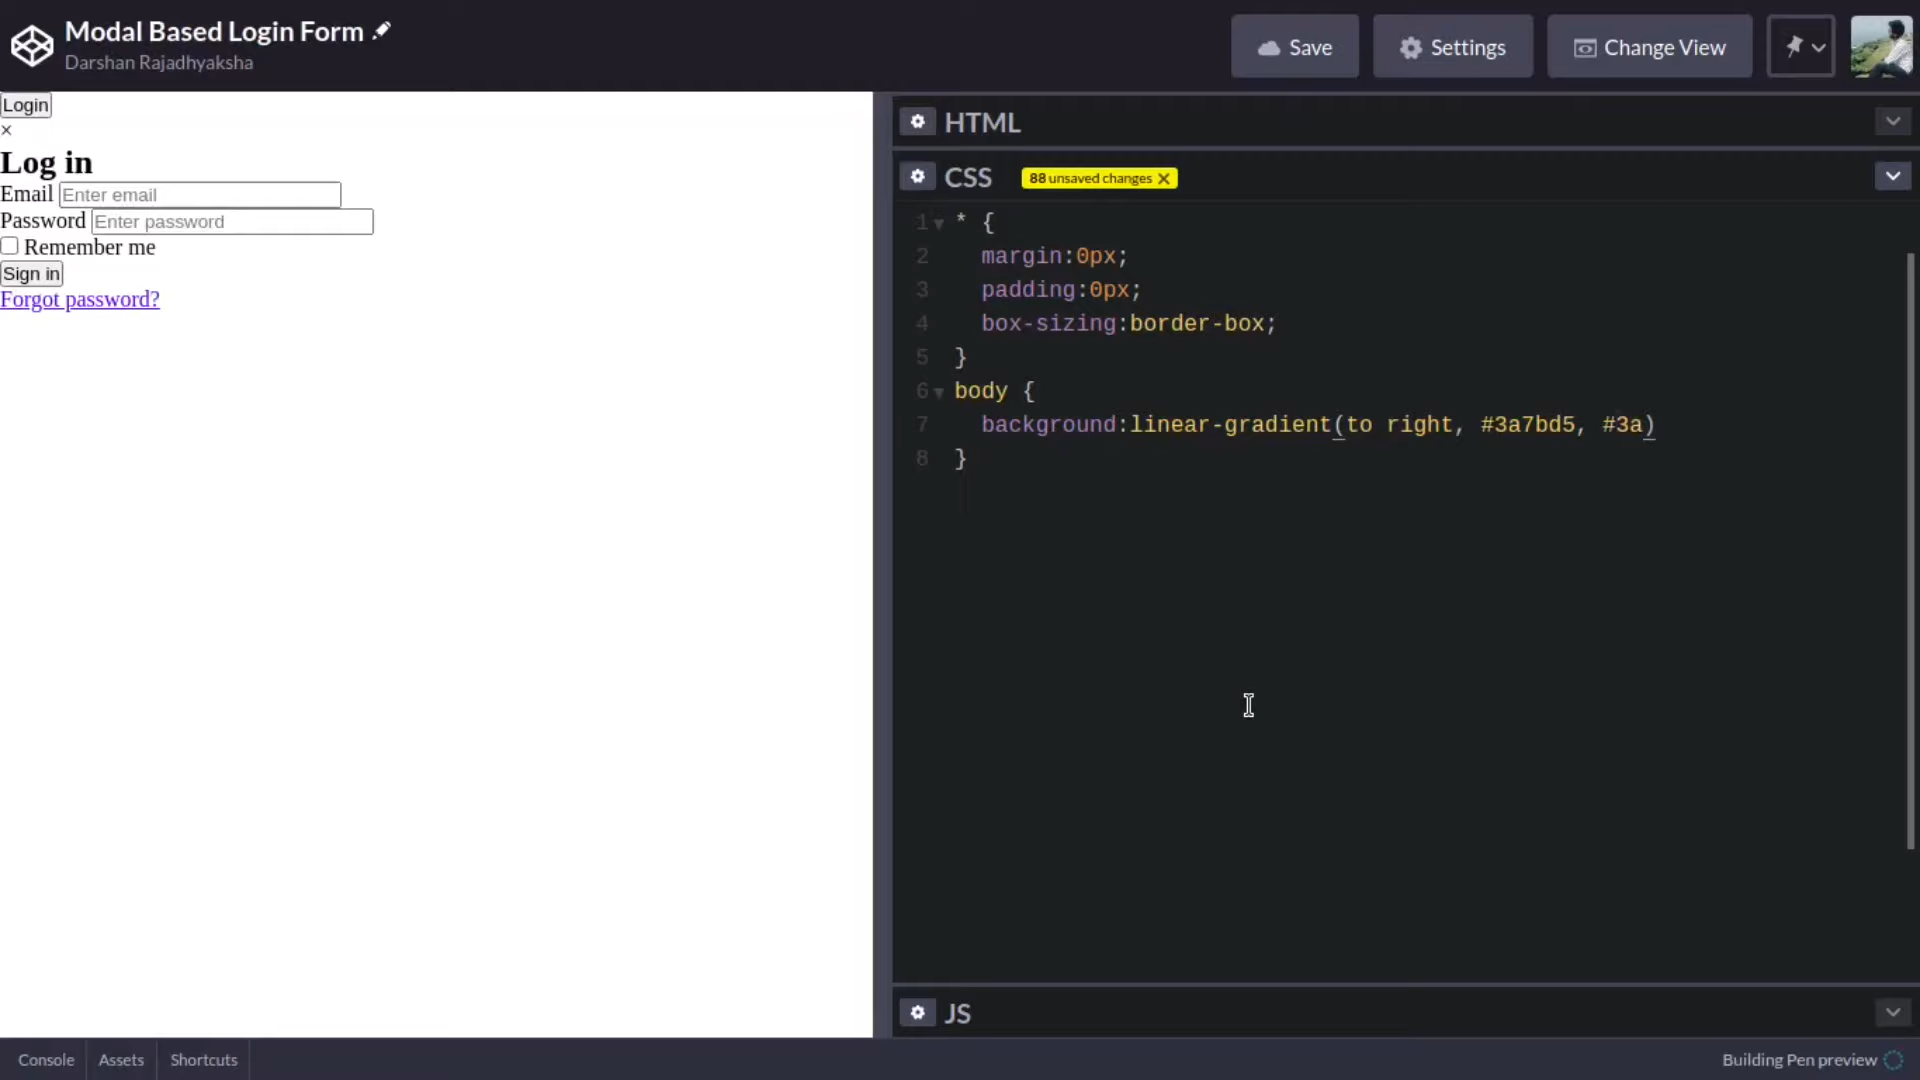 Modal Based Login Form
Darshan Rajadhyaksha
Save
Settings
Change View
Login
×
Log in
Email Enter email
Password Enter password
Remember me
Sign in
Forgot password?
HTML
CSS 88 unsaved changes X
1 * {
2 margin:0px;
3 padding:0px;
4 box-sizing:border-box;
5 }
6 body {
7 background:linear-gradient(to right, #3a7bd5, #3a)
8 }
JS
Console
Assets
Shortcuts
Building Pen preview